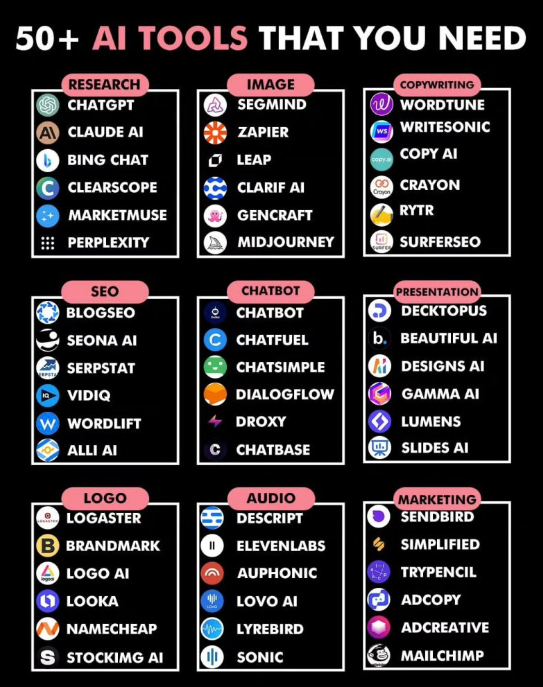 50+ AI TOOLS THAT YOU NEED
RESEARCH
CHATGPT
CLAUDE AI
BING CHAT
CLEARSCOPE
MARKETMUSE
PERPLEXITY
IMAGE
SEGMIND
ZAPIER
LEAP
CLARIF AI
GENCRAFT
MIDJOURNEY
COPYWRITING
WORDTUNE
WRITESONIC
COPY AI
CRAYON
RYTR
SURFERSEO
SEO
BLOGSEO
SEONA AI
SERPSTAT
VIDIQ
WORDLIFT
ALLI AI
CHATBOT
CHATBOT
CHATFUEL
CHATSIMPLE
DIALOGFLOW
DROXY
CHATBASE
PRESENTATION
DECKTOPUS
BEAUTIFUL AI
DESIGNS AI
GAMMA AI
LUMENS
SLIDES AI
LOGO
LOGASTER
BRANDMARK
LOGO AI
LOOKA
NAMECHEAP
STOCKIMG AI
AUDIO
DESCRIPT
ELEVENLABS
AUPHONIC
LOVO AI
LYREBIRD
SONIC
MARKETING
SENDBIRD
SIMPLIFIED
TRYPENCIL
ADCOPY
ADCREATIVE
MAILCHIMP